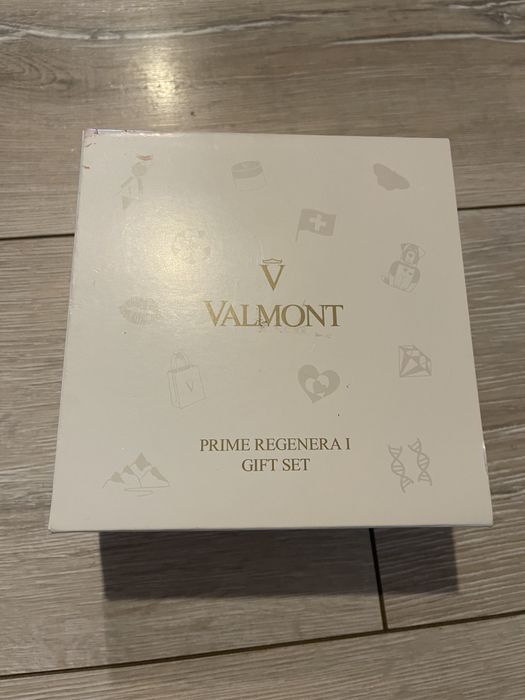 V
VALMONT
V
PRIME REGENERA I
GIFT SET